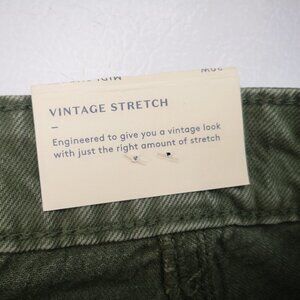 VINTAGE STRETCH
–
Engineered to give you a vintage look
with just the right amount of stretch